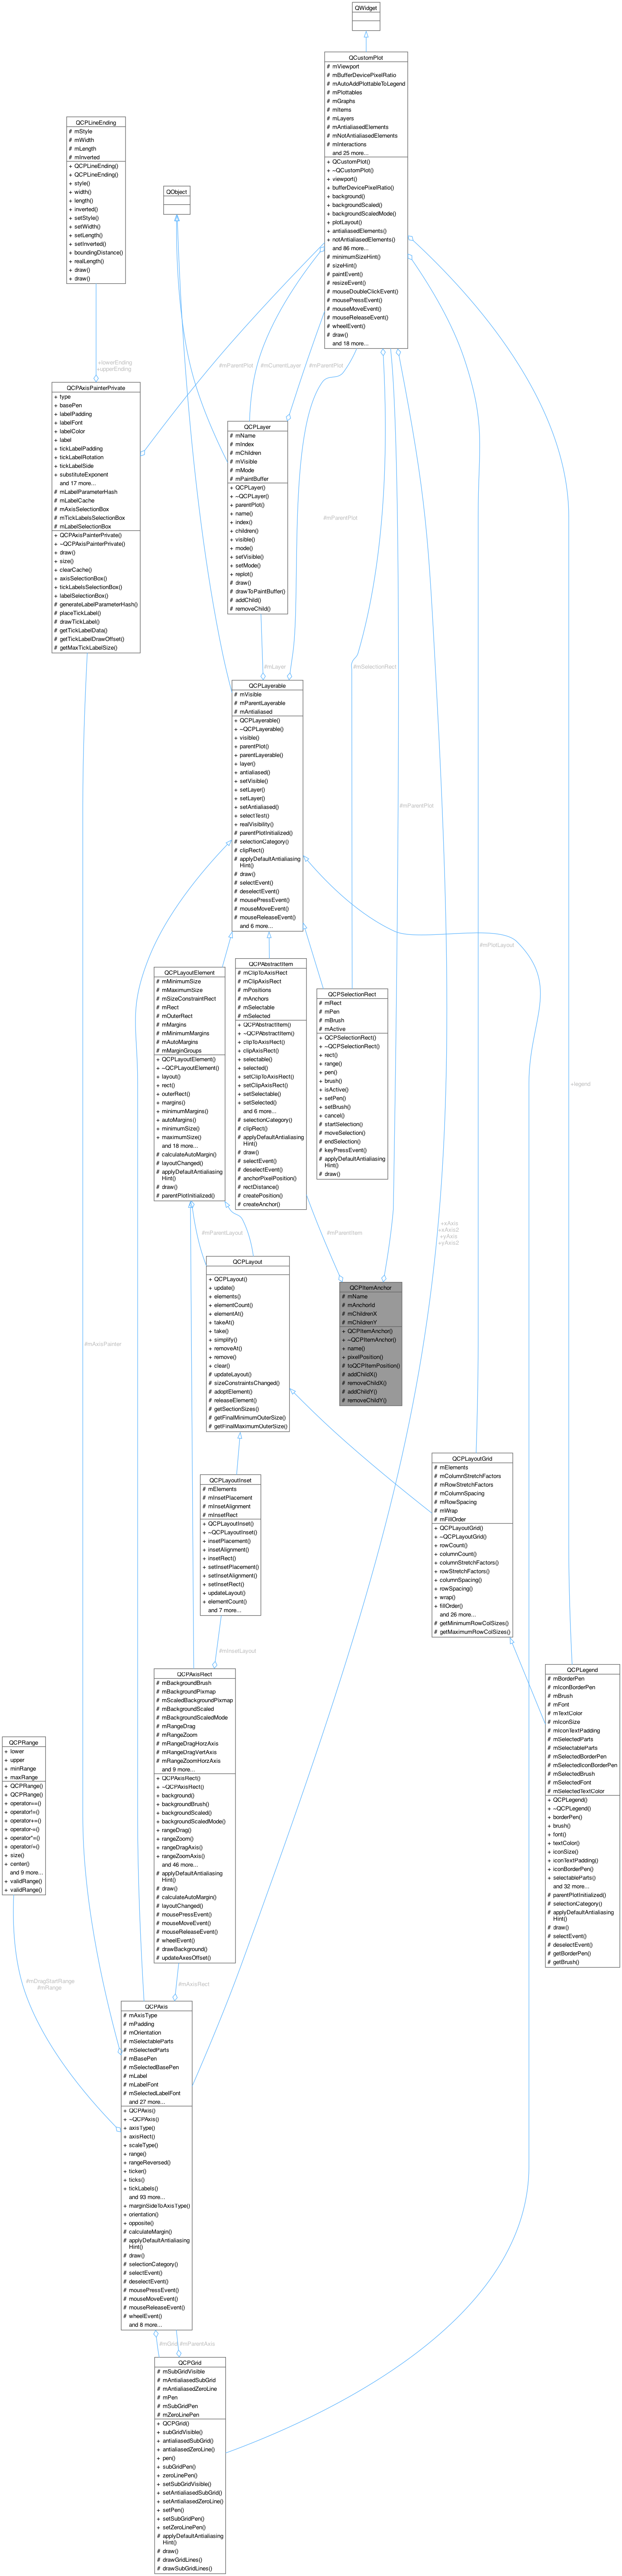 QWidget
QCustomPlot
# mViewport
# mBufferDevicePixelRatio
# mAutoAddPlottableToLegend
# mPlottables
# mGraphs
# mItems
# mLayers
# mAntialiasedElements
# mNotAntialiasedElements
# mInteractions
and 25 more...
+ QCustomPlot()
+ ~QCustomPlot()
+ viewport()
+ bufferDevicePixelRatio()
+ background()
+ backgroundScaled()
+ backgroundScaledMode()
+ plotLayout()
+ antialiasedElements()
+ notAntialiasedElements()
and 86 more...
# minimumSizeHint()
# sizeHint()
# paintEvent()
# resizeEvent()
# mouseDoubleClickEvent()
# mousePressEvent()
# mouseMoveEvent()
# mouseReleaseEvent()
# wheelEvent()
# draw()
and 18 more...
QCPLineEnding
# mStyle
# mWidth
# mLength
# mInverted
+ QCPLineEnding()
+ QCPLineEnding()
+ style()
+ width()
+ length()
+ inverted()
+ setStyle()
+ setWidth()
+ setLength()
+ setInverted()
+ boundingDistance()
+ realLength()
+ draw()
+ draw()
QObject
+lowerEnding
+upperEnding
#mParentPlot
#mCurrentLayer
#mParentPlot
QCPAxisPainterPrivate
+ type
+ basePen
+ labelPadding
+ labelFont
+ labelColor
+ label
+ tickLabelPadding
+ tickLabelRotation
+ tickLabelSide
+ substituteExponent
and 17 more...
# mLabelParameterHash
# mLabelCache
# mAxisSelectionBox
# mTickLabelsSelectionBox
# mLabelSelectionBox
+ QCPAxisPainterPrivate()
+ ~QCPAxisPainterPrivate()
+ draw()
+ size()
+ clearCache()
+ axisSelectionBox()
+ tickLabelsSelectionBox()
+ labelSelectionBox()
# generateLabelParameterHash()
# placeTickLabel()
# drawTickLabel()
# getTickLabelData()
# getTickLabelDrawOffset()
# getMaxTickLabelSize()
QCPLayer
# mName
# mIndex
# mChildren
# mVisible
# mMode
# mPaintBuffer
+ QCPLayer()
+ ~QCPLayer()
+ parentPlot()
+ name()
+ index()
+ children()
+ visible()
+ mode()
+ setVisible()
+ setMode()
+ replot()
# draw()
# drawToPaintBuffer()
# addChild()
# removeChild()
#mParentPlot
#mLayer
#mSelectionRect
QCPLayerable
# mVisible
# mParentLayerable
# mAntialiased
+ QCPLayerable()
+ ~QCPLayerable()
+ visible()
+ parentPlot()
+ parentLayerable()
+ layer()
+ antialiased()
+ setVisible()
+ setLayer()
+ setLayer()
+ setAntialiased()
+ selectTest()
+ realVisibility()
# parentPlotInitialized()
# selectionCategory()
# clipRect()
# applyDefaultAntialiasing
Hint()
# draw()
# selectEvent()
# deselectEvent()
# mousePressEvent()
# mouseMoveEvent()
# mouseReleaseEvent()
and 6 more...
#mParentPlot
#mPlotLayout
+legend
QCPLayoutElement
# mMinimumSize
# mMaximumSize
# mSizeConstraintRect
# mRect
# mOuterRect
# mMargins
# mMinimumMargins
# mAutoMargins
# mMarginGroups
+ QCPLayoutElement()
+ ~QCPLayoutElement()
+ layout()
+ rect()
+ outerRect()
+ margins()
+ minimumMargins()
+ autoMargins()
+ minimumSize()
+ maximumSize()
and 18 more...
# calculateAutoMargin()
# layoutChanged()
# applyDefaultAntialiasing
Hint()
# draw()
# parentPlotInitialized()
QCPAbstractItem
# mClipToAxisRect
# mClipAxisRect
# mPositions
# mAnchors
# mSelectable
# mSelected
+ QCPAbstractItem()
+ ~QCPAbstractItem()
+ clipToAxisRect()
+ clipAxisRect()
+ selectable()
+ selected()
+ setClipToAxisRect()
+ setClipAxisRect()
+ setSelectable()
+ setSelected()
and 6 more...
# selectionCategory()
# clipRect()
# applyDefaultAntialiasing
Hint()
# draw()
# selectEvent()
# deselectEvent()
# anchorPixelPosition()
# rectDistance()
# createPosition()
# createAnchor()
QCPSelectionRect
# mRect
# mPen
# mBrush
# mActive
+ QCPSelectionRect()
+ ~QCPSelectionRect()
+ rect()
+ range()
+ pen()
+ brush()
+ isActive()
+ setPen()
+ setBrush()
+ cancel()
# startSelection()
# moveSelection()
# endSelection()
# keyPressEvent()
# applyDefaultAntialiasing
Hint()
# draw()
#mParentLayout
#mParentItem
+xAxis
+xAxis2
+yAxis
+yAxis2
QCPLayout
+ QCPLayout()
+ update()
+ elements()
+ elementCount()
+ elementAt()
+ takeAt()
+ take()
+ simplify()
+ removeAt()
+ remove()
+ clear()
# updateLayout()
# sizeConstraintsChanged()
# adoptElement()
# releaseElement()
# getSectionSizes()
# getFinalMinimumOuterSize()
# getFinalMaximumOuterSize()
QCPItemAnchor
# mName
# mAnchorId
# mChildrenX
# mChildrenY
+ QCPItemAnchor()
+ ~QCPItemAnchor()
+ name()
+ pixelPosition()
# toQCPItemPosition()
# addChildX()
# removeChildX()
# addChildY()
# removeChildY()
#mAxisPainter
QCPLayoutGrid
# mElements
# mColumnStretchFactors
# mRowStretchFactors
# mColumnSpacing
# mRowSpacing
# mWrap
# mFillOrder
+ QCPLayoutGrid()
+ ~QCPLayoutGrid()
+ rowCount()
+ columnCount()
+ columnStretchFactors()
+ rowStretchFactors()
+ columnSpacing()
+ rowSpacing()
+ wrap()
+ fillOrder()
and 26 more...
# getMinimumRowColSizes()
# getMaximumRowColSizes()
QCPLayoutInset
# mElements
# mInsetPlacement
# mInsetAlignment
# mInsetRect
+ QCPLayoutInset()
+ ~QCPLayoutInset()
+ insetPlacement()
+ insetAlignment()
+ insetRect()
+ setInsetPlacement()
+ setInsetAlignment()
+ setInsetRect()
+ updateLayout()
+ elementCount()
and 7 more...
#mInsetLayout
QCPLegend
# mBorderPen
# mIconBorderPen
# mBrush
# mFont
# mTextColor
# mIconSize
# mIconTextPadding
# mSelectedParts
# mSelectableParts
# mSelectedBorderPen
# mSelectedIconBorderPen
# mSelectedBrush
# mSelectedFont
# mSelectedTextColor
+ QCPLegend()
+ ~QCPLegend()
+ borderPen()
+ brush()
+ font()
+ textColor()
+ iconSize()
+ iconTextPadding()
+ iconBorderPen()
+ selectableParts()
and 32 more...
# parentPlotInitialized()
# selectionCategory()
# applyDefaultAntialiasing
Hint()
# draw()
# selectEvent()
# deselectEvent()
# getBorderPen()
# getBrush()
QCPAxisRect
# mBackgroundBrush
# mBackgroundPixmap
# mScaledBackgroundPixmap
# mBackgroundScaled
# mBackgroundScaledMode
# mRangeDrag
# mRangeZoom
# mRangeDragHorzAxis
# mRangeDragVertAxis
# mRangeZoomHorzAxis
and 9 more...
+ QCPAxisRect()
+ ~QCPAxisRect()
+ background()
+ backgroundBrush()
+ backgroundScaled()
+ backgroundScaledMode()
+ rangeDrag()
+ rangeZoom()
+ rangeDragAxis()
+ rangeZoomAxis()
and 46 more...
# applyDefaultAntialiasing
Hint()
# draw()
# calculateAutoMargin()
# layoutChanged()
# mousePressEvent()
# mouseMoveEvent()
# mouseReleaseEvent()
# wheelEvent()
# drawBackground()
# updateAxesOffset()
QCPRange
+ lower
+ upper
+ minRange
+ maxRange
+ QCPRange()
+ QCPRange()
+ operator==()
+ operator!=()
+ operator+=()
+ operator-=()
+ operator*=()
+ operator/=()
+ size()
+ center()
and 9 more...
+ validRange()
+ validRange()
#mDragStartRange
#mRange
#mAxisRect
QCPAxis
# mAxisType
# mPadding
# mOrientation
# mSelectableParts
# mSelectedParts
# mBasePen
# mSelectedBasePen
# mLabel
# mLabelFont
# mSelectedLabelFont
and 27 more...
+ QCPAxis()
+ ~QCPAxis()
+ axisType()
+ axisRect()
+ scaleType()
+ range()
+ rangeReversed()
+ ticker()
+ ticks()
+ tickLabels()
and 93 more...
+ marginSideToAxisType()
+ orientation()
+ opposite()
# calculateMargin()
# applyDefaultAntialiasing
Hint()
# draw()
# selectionCategory()
# selectEvent()
# deselectEvent()
# mousePressEvent()
# mouseMoveEvent()
# mouseReleaseEvent()
# wheelEvent()
and 8 more...
#mGrid
#mParentAxis
QCPGrid
# mSubGridVisible
# mAntialiasedSubGrid
# mAntialiasedZeroLine
# mPen
# mSubGridPen
# mZeroLinePen
+ QCPGrid()
+ subGridVisible()
+ antialiasedSubGrid()
+ antialiasedZeroLine()
+ pen()
+ subGridPen()
+ zeroLinePen()
+ setSubGridVisible()
+ setAntialiasedSubGrid()
+ setAntialiasedZeroLine()
+ setPen()
+ setSubGridPen()
+ setZeroLinePen()
# applyDefaultAntialiasing
Hint()
# draw()
# drawGridLines()
# drawSubGridLines()